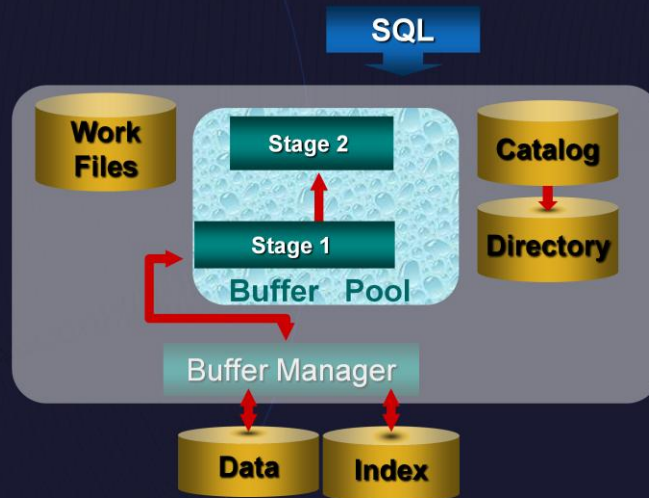 SQL
Work
Files
Stage 2
Catalog
Stage 1
Directory
Buffer Pool
Buffer Manager
Data
Index